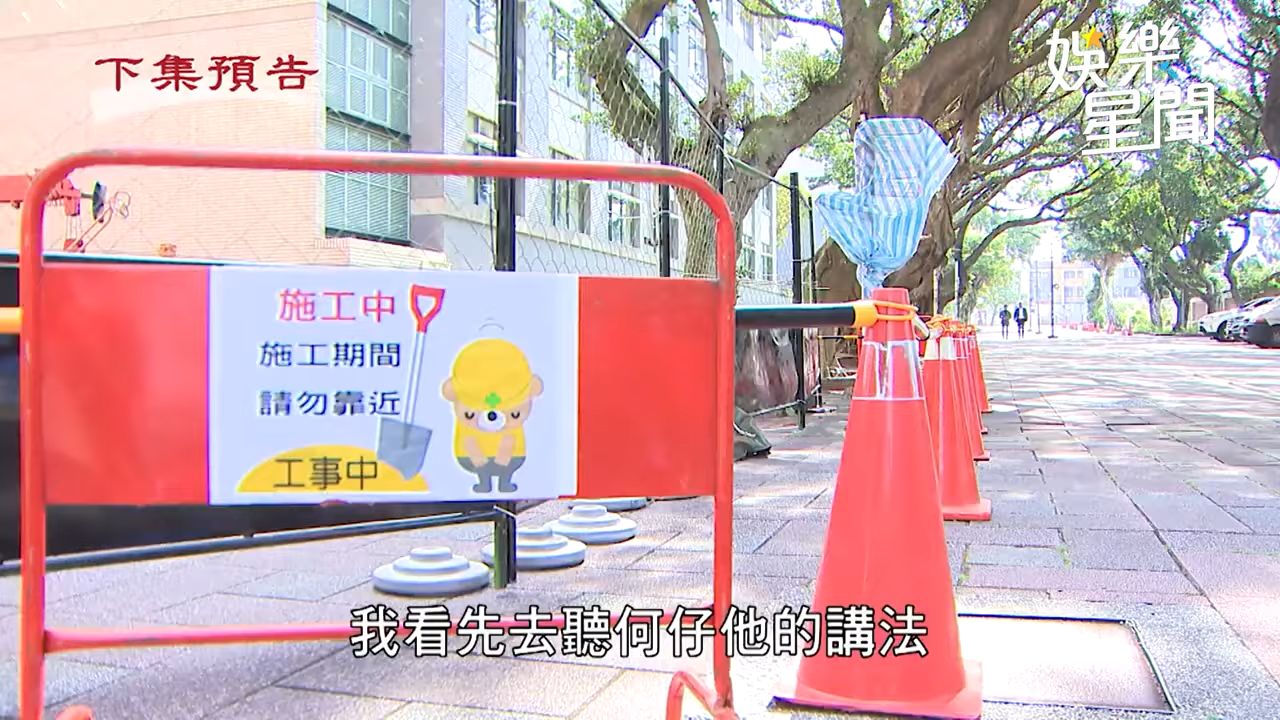 下集預告
娛樂
星聞
施工中
施工期間
請勿靠近
工事中
我看先去聽何仔他的講法